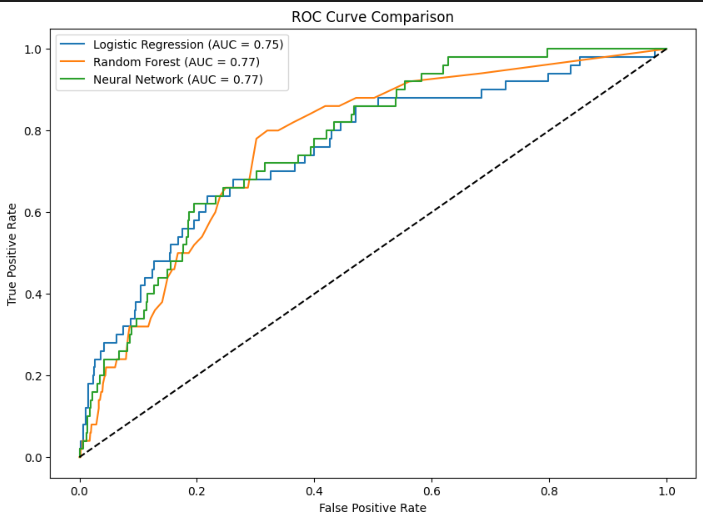 ROC Curve Comparison
Logistic Regression (AUC = 0.75)
Random Forest (AUC = 0.77)
Neural Network (AUC = 0.77)
True Positive Rate
1.0
0.8
0.6
0.4
0.2
0.0
0.0 0.2 0.4 0.6 0.8 1.0
False Positive Rate